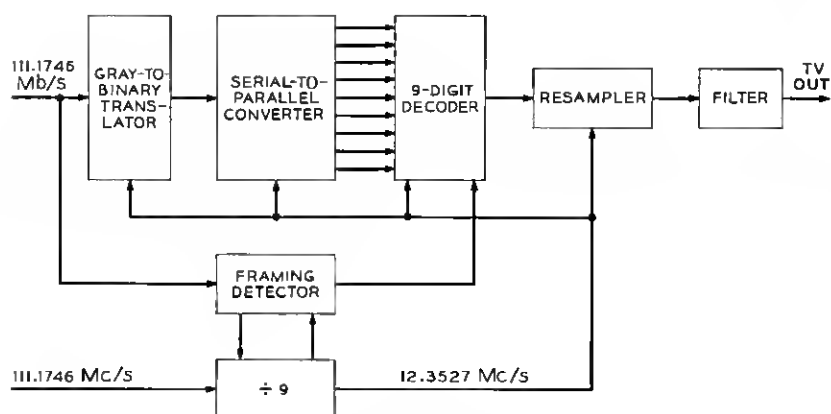 111.1746
Mb/s
GRAY-TO-
BINARY
TRANS-
LATOR
SERIAL-TO-
PARALLEL
CONVERTER
9-DIGIT
DECODER
RESAMPLER
FILTER
TV
OUT
FRAMING
DETECTOR
111.1746 Mc/s
÷ 9
12.3527 Mc/s